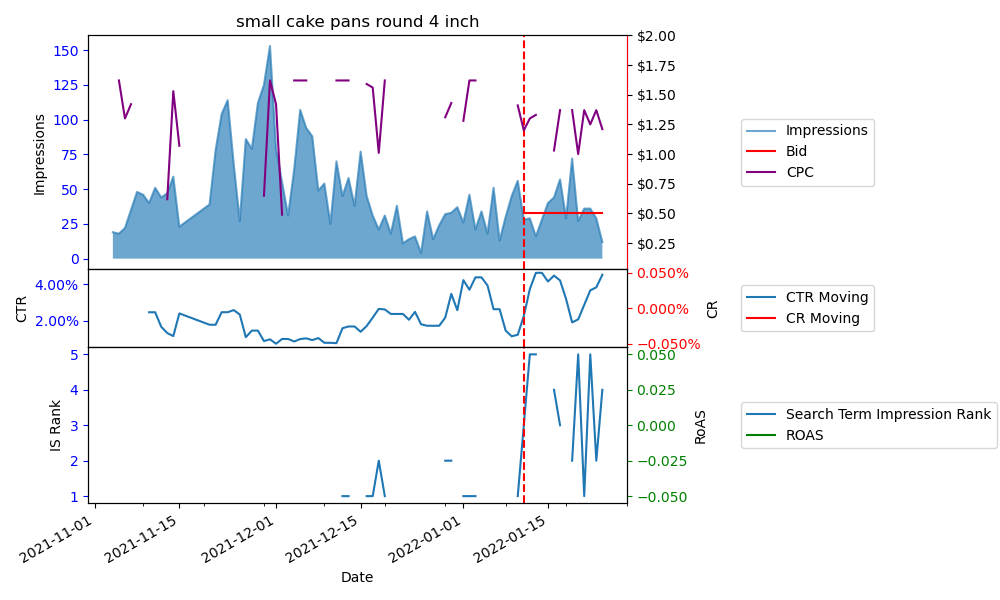 small cake pans round 4 inch
150
125
100
75
50
25
0
Impressions
$2.00
$1.75
$1.50
$1.25
$1.00
$0.75
$0.50
$0.25
Impressions
Bid
CPC
4.00%
2.00%
CTR
0.050%
0.000%
−0.050%
CR
CTR Moving
CR Moving
5
4
3
2
1
IS Rank
0.050
0.025
0.000
−0.025
−0.050
RoAS
Search Term Impression Rank
ROAS
2021-11-01
2021-11-15
2021-12-01
2021-12-15
2022-01-01
2022-01-15
Date